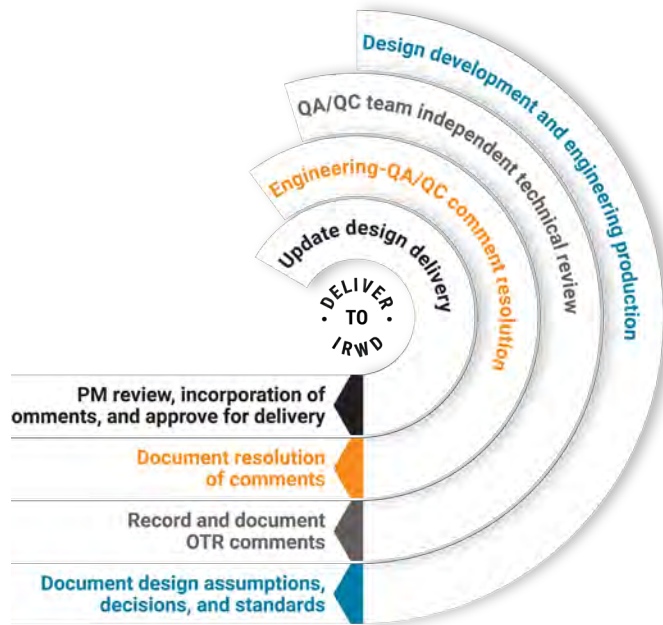 Design development and engineering production
QA/QC team independent technical review
Engineering-QA/QC comment resolution
Update design delivery
• DELIVER •
TO
IRWD
PM review, incorporation of
omments, and approve for delivery
Document resolution
of comments
Record and document
OTR comments
Document design assumptions,
decisions, and standards